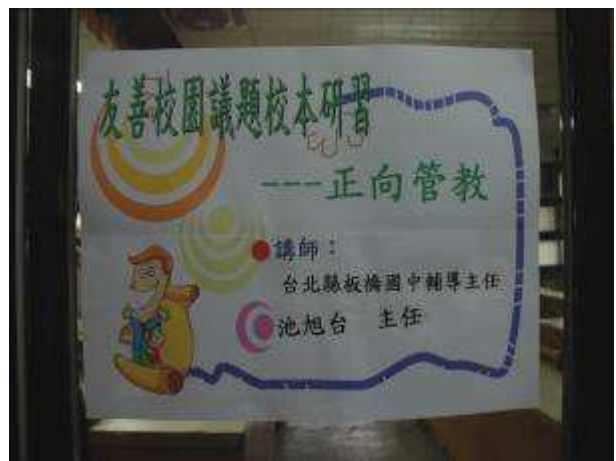 友善校園議題校本研習
---正向管教
講師：
台北縣板橋國中輔導主任
池旭台 主任